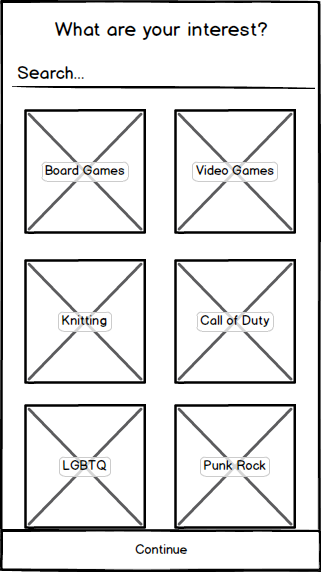 What are your interest?
Search...
Board Games
Video Games
Knitting
Call of Duty
LGBTQ
Punk Rock
Continue